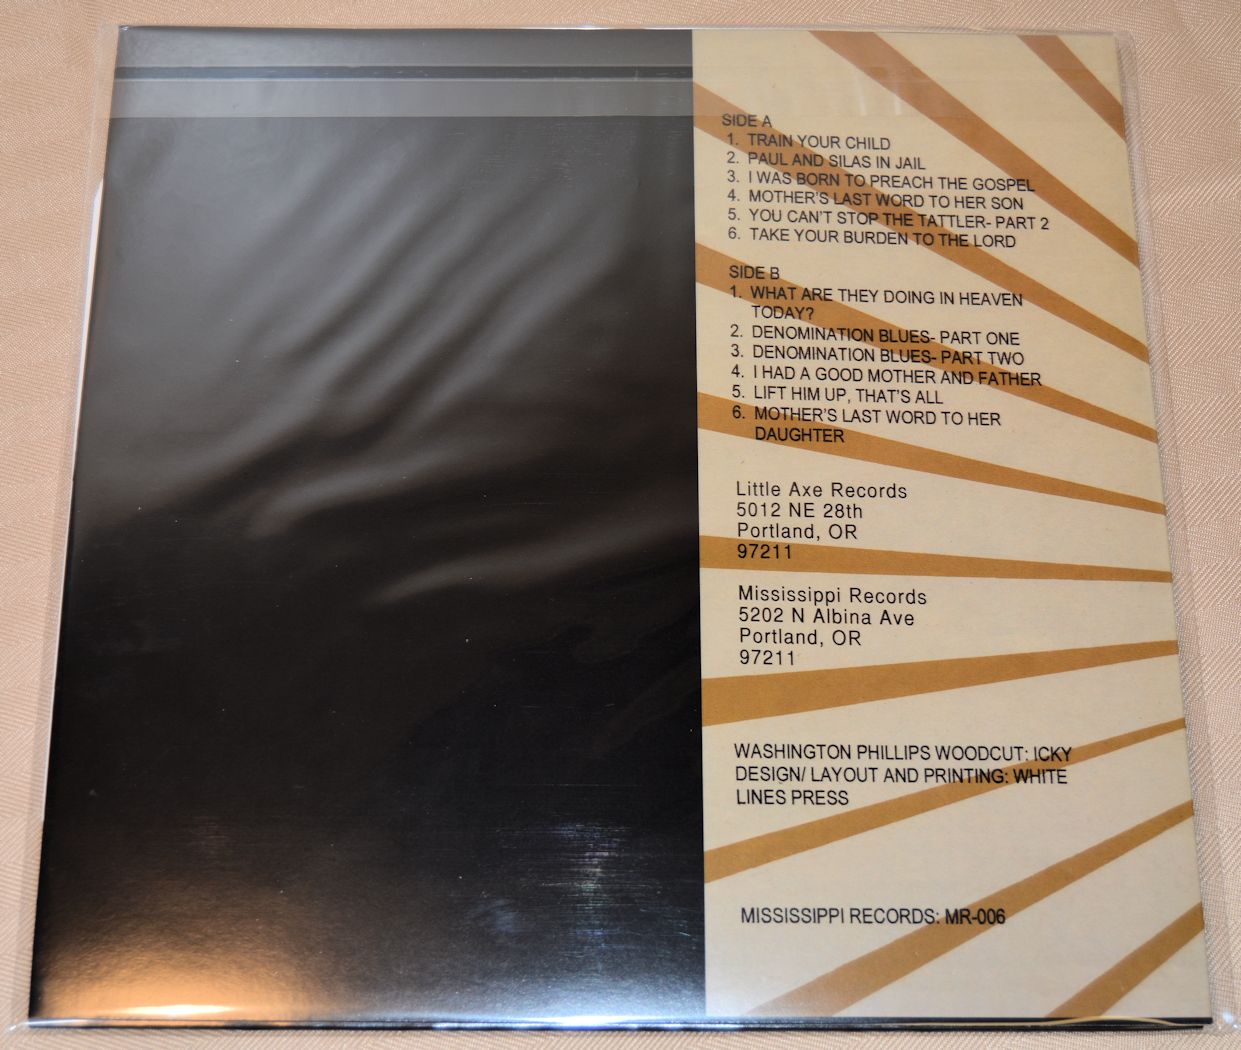 SIDE A
1. TRAIN YOUR CHILD
2. PAUL AND SILAS IN JAIL
3. I WAS BORN TO PREACH THE GOSPEL
4. MOTHER'S LAST WORD TO HER SON
5. YOU CAN'T STOP THE TATTLER- PART 2
6. TAKE YOUR BURDEN TO THE LORD
SIDE B
1. WHAT ARE THEY DOING IN HEAVEN
TODAY?
2. DENOMINATION BLUES- PART ONE
3. DENOMINATION BLUES- PART TWO
4. I HAD A GOOD MOTHER AND FATHER
5. LIFT HIM UP, THAT'S ALL
6. MOTHER'S LAST WORD TO HER
DAUGHTER
Little Axe Records
5012 NE 28th
Portland, OR
97211
Mississippi Records
5202 N Albina Ave
Portland, OR
97211
WASHINGTON PHILLIPS WOODCUT: ICKY
DESIGN/ LAYOUT AND PRINTING: WHITE
LINES PRESS
MISSISSIPPI RECORDS: MR-006